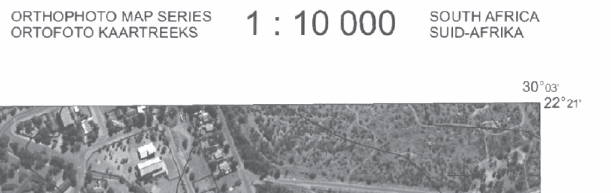 ORTHOPHOTO MAP SERIES
ORTOFOTO KAARTREEKS
1 : 10 000
SOUTH AFRICA
SUID-AFRIKA
30°03'
22°21'